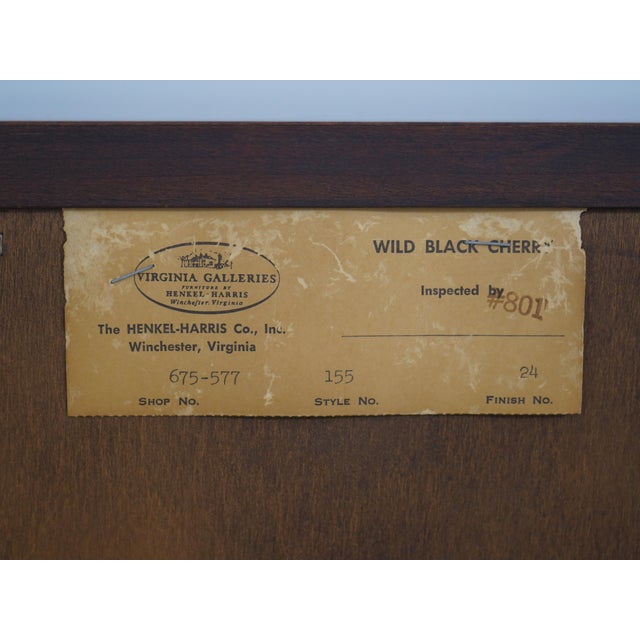 VIRGINIA GALLERIES
FURNITURE BY
HENKEL-HARRIS
Winchester, Virginia
The HENKEL-HARRIS Co., Inc.
Winchester, Virginia
WILD BLACK CHERRY
Inspected by
#801
675-577 155 24
SHOP NO. STYLE NO. FINISH NO.